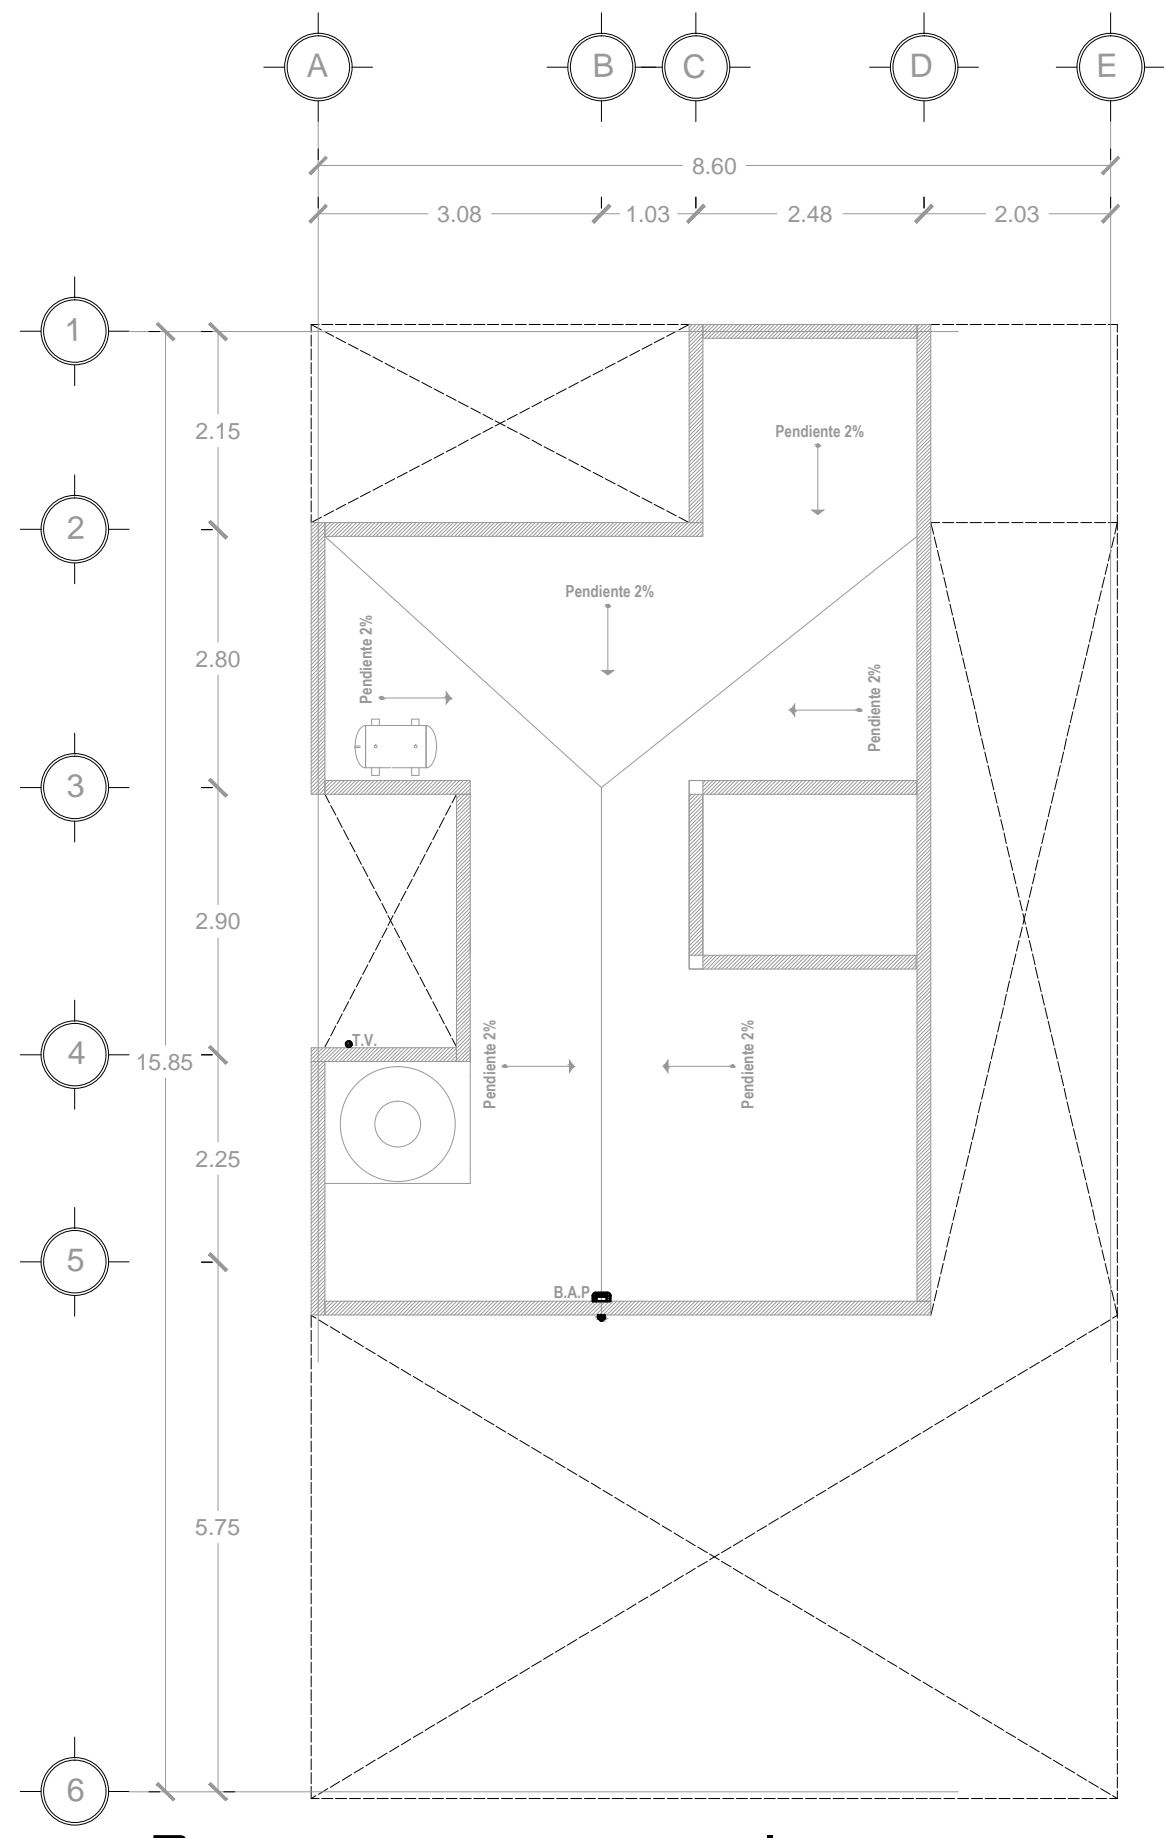 A
B
C
D
E
8.60
3.08
1.03
2.48
2.03
1
2.15
Pendiente 2%
2
Pendiente 2%
Pendiente 2%
2.80
Pendiente 2%
3
2.90
T.V.
4
15.85
Pendiente 2%
Pendiente 2%
2.25
5
B.A.P
5.75
6